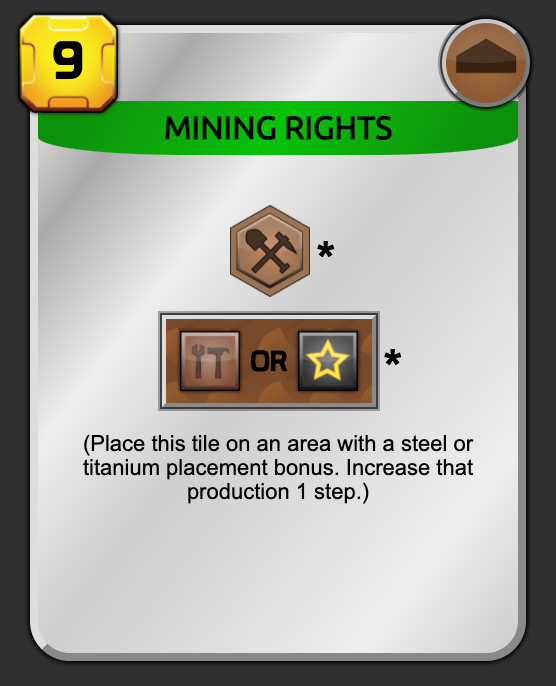 9
MINING RIGHTS
*
OR
*
(Place this tile on an area with a steel or
titanium placement bonus. Increase that
production 1 step.)